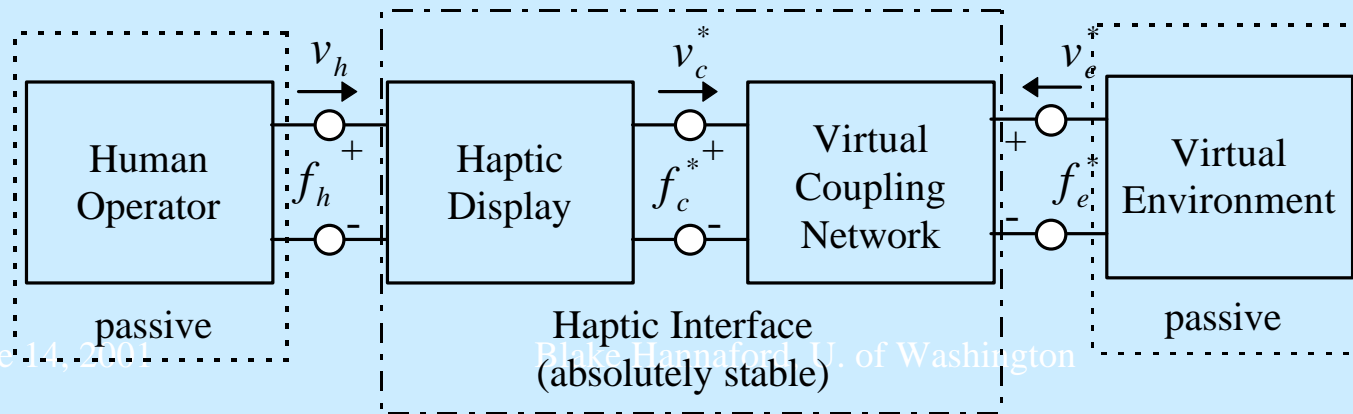 v_h
v_c^*
v_e^*
Human
Operator
+
f_h
-
Haptic
Display
+
f_c^*
-
Virtual
Coupling
Network
+
f_e^*
-
Virtual
Environment
passive
Haptic Interface
(absolutely stable)
passive
e 14, 2001
Blake Hannaford, U. of Washington